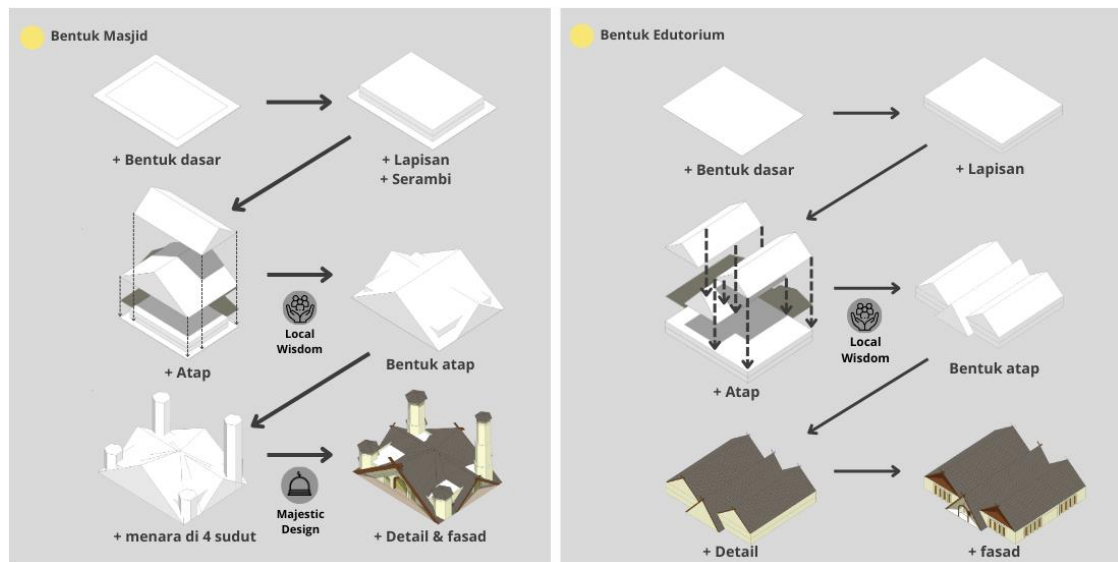 Bentuk Masjid
+ Bentuk dasar
+ Lapisan
+ Serambi
+ Atap
Local
Wisdom
Bentuk atap
+ menara di 4 sudut
Majestic
Design
+ Detail & fasad
Bentuk Edutorium
+ Bentuk dasar
+ Lapisan
+ Atap
Local
Wisdom
Bentuk atap
+ Detail
+ fasad